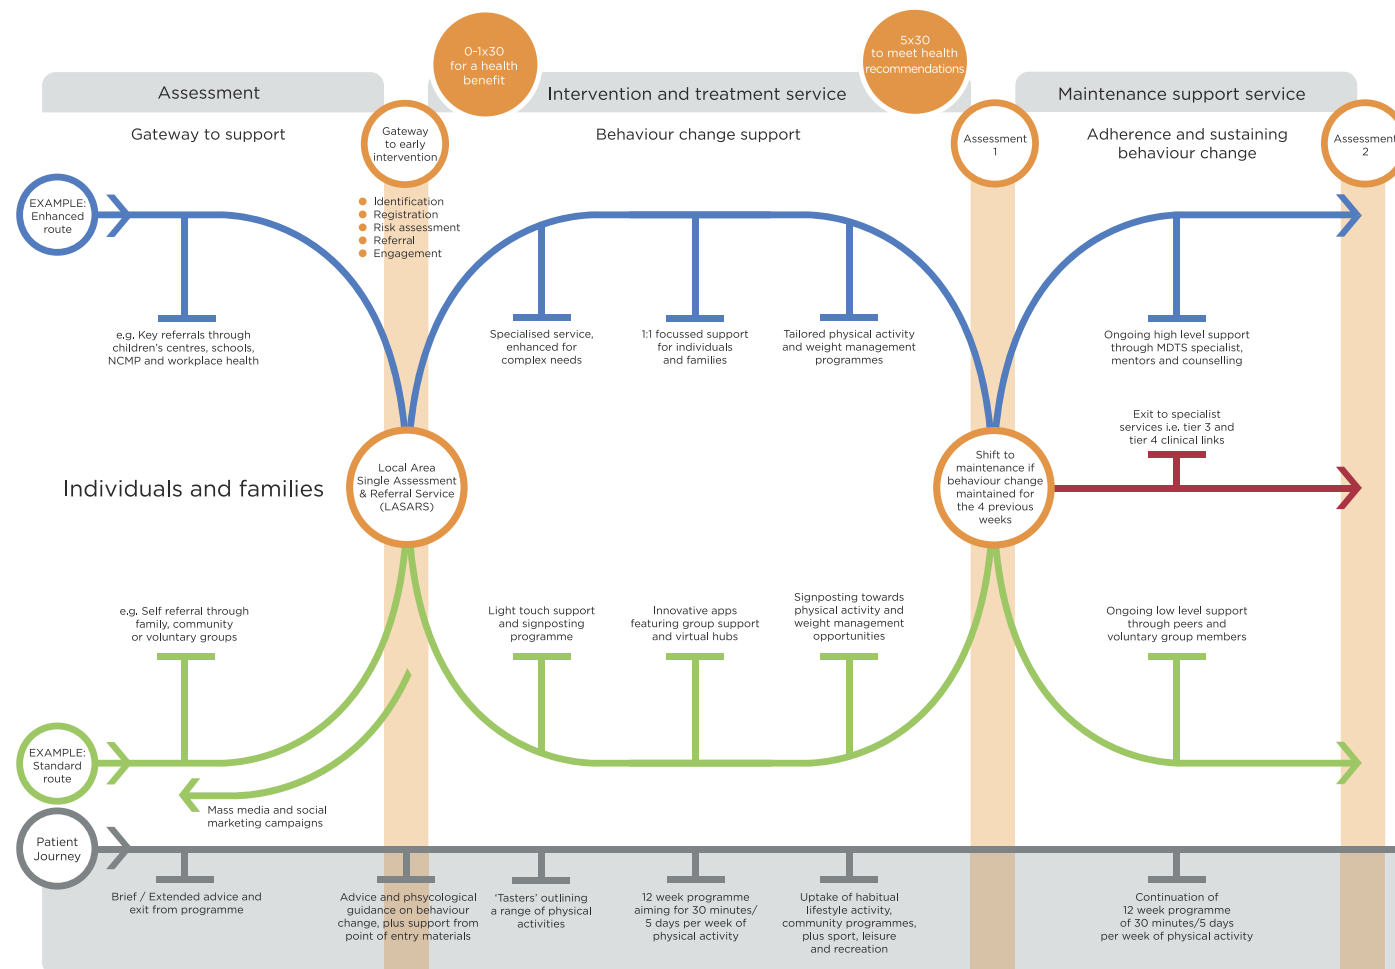 0-1x30
for a health
benefit
5x30
to meet health
recommendations
Assessment
Intervention and treatment service
Maintenance support service
Gateway to support
Gateway
to early
intervention
Behaviour change support
Assessment
1
Adherence and sustaining
behaviour change
Assessment
2
Identification
Registration
Risk assessment
Referral
Engagement
EXAMPLE:
Enhanced
route
e.g. Key referrals through
children's centres, schools,
NCMP and workplace health
Specialised service,
enhanced for
complex needs
1:1 focussed support
for individuals
and families
Tailored physical activity
and weight management
programmes
Ongoing high level support
through MDTS specialist,
mentors and counselling
Exit to specialist
services i.e. tier 3 and
tier 4 clinical links
Individuals and families
Local Area
Single Assessment
& Referral Service
(LASARS)
Shift to
maintenance if
behaviour change
maintained for
the 4 previous
weeks
e.g. Self referral through
family, community
or voluntary groups
Light touch support
and signposting
programme
Innovative apps
featuring group support
and virtual hubs
Signposting towards
physical activity and
weight management
opportunities
Ongoing low level support
through peers and
voluntary group members
EXAMPLE:
Standard
route
Mass media and social
marketing campaigns
Patient
Journey
Brief / Extended advice and
exit from programme
Advice and phsycological
guidance on behaviour
change, plus support from
point of entry materials
'Tasters' outlining
a range of physical
activities
12 week programme
aiming for 30 minutes/
5 days per week of
physical activity
Uptake of habitual
lifestyle activity,
community programmes,
plus sport, leisure
and recreation
Continuation of
12 week programme
of 30 minutes/5 days
per week of physical activity